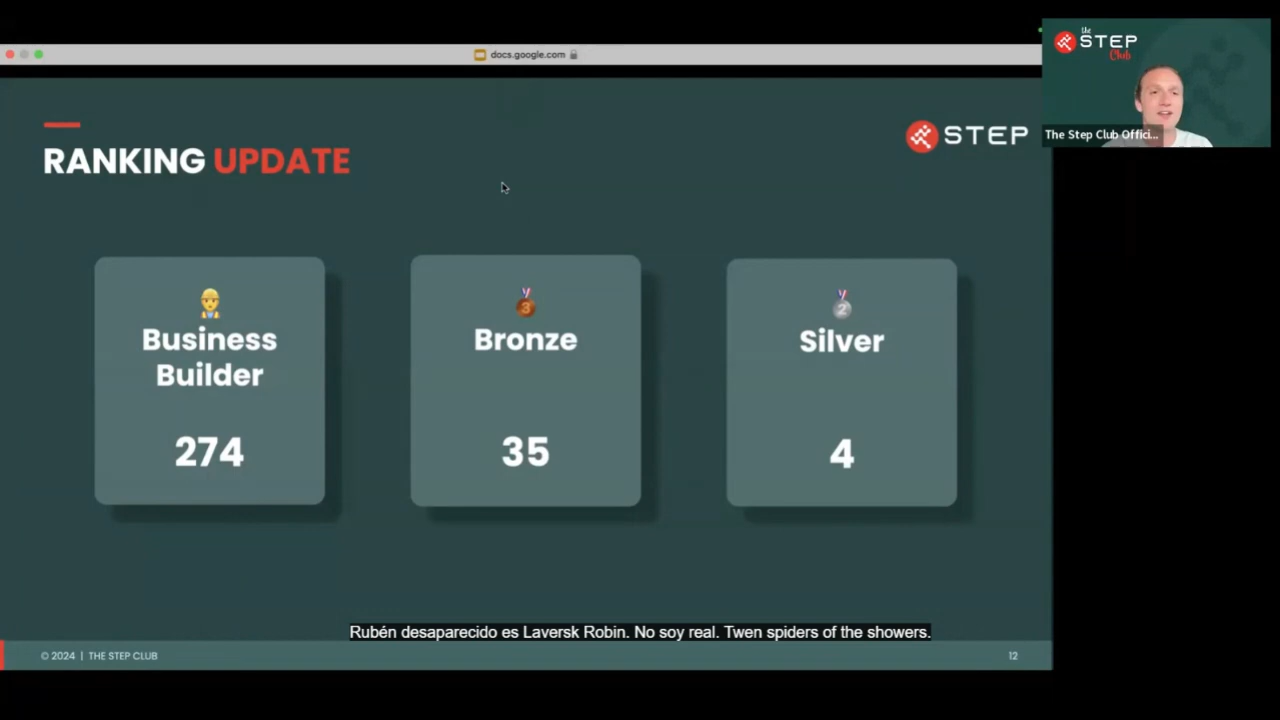 docs.google.com
the
STEP
Club
The Step Club Offici...
RANKING UPDATE
STEP
3
2
Business
Builder
Bronze
Silver
274
35
4
Rubén desaparecido es Laversk Robin. No soy real. Twen spiders of the showers.
© 2024 | THE STEP CLUB
12